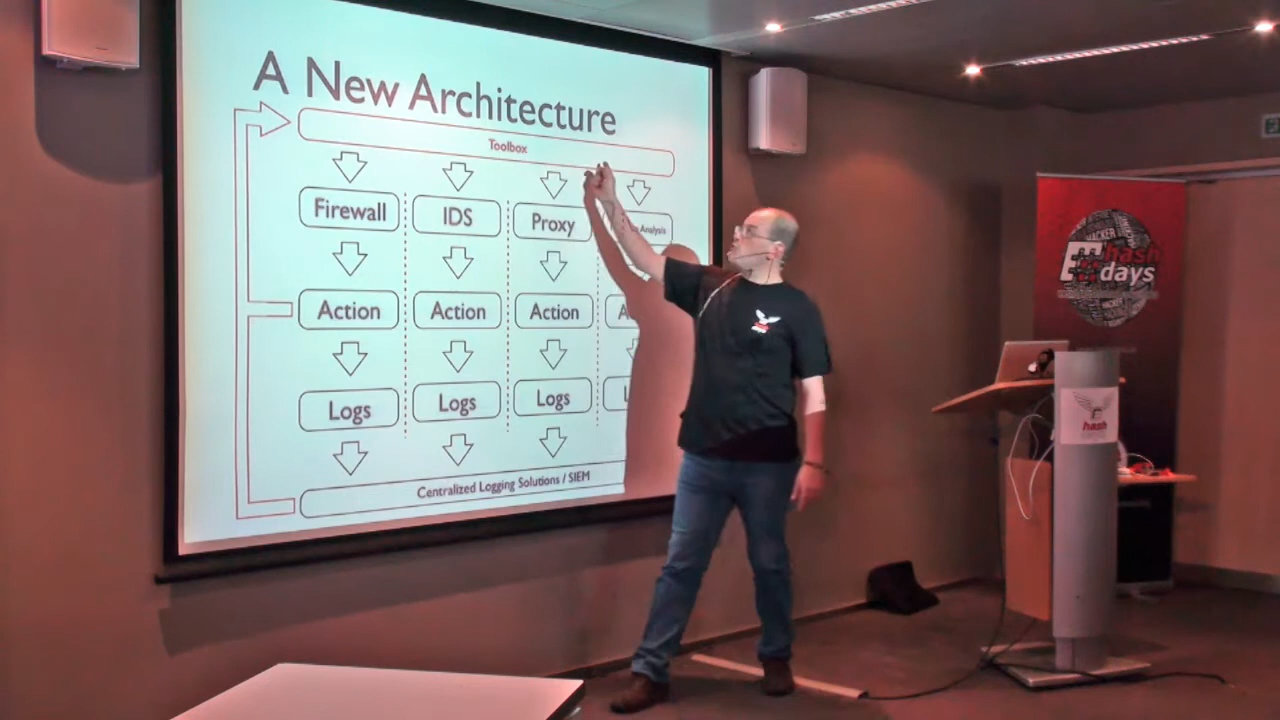 A New Architecture
Toolbox
Firewall
IDS
Proxy
Analysis
Action
Action
Action
A
Logs
Logs
Logs
L
Centralized Logging Solutions / SIEM
HACKER
hash
days
hash